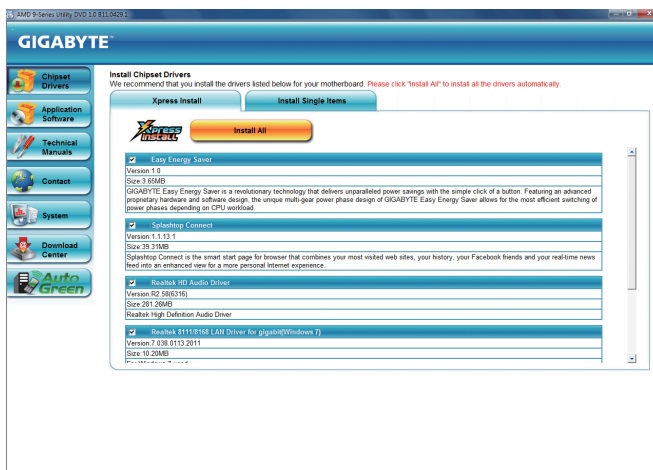 AMD 9-Series Utility DVD 1.0 B11.0429.1
GIGABYTE™
Chipset
Drivers
Application
Software
Technical
Manuals
Contact
System
Download
Center
Auto
Green
Install Chipset Drivers
We recommend that you install the drivers listed below for your motherboard. Please click "Install All" to install all the drivers automatically.
Xpress Install
Install Single Items
Xpress
Install
Install All
Easy Energy Saver
Version:1.0
Size:3.65MB
GIGABYTE Easy Energy Saver is a revolutionary technology that delivers unparalleled power savings with the simple click of a button. Featuring an advanced
proprietary hardware and software design, the unique multi-gear power phase design of GIGABYTE Easy Energy Saver allows for the most efficient switching of
power phases depending on CPU workload.
Splashtop Connect
Version:1.1.13.1
Size:39.31MB
Splashtop Connect is the smart start page for browser that combines your most visited web sites, your history, your Facebook friends and your real-time news
feed into an enhanced view for a more personal Internet experience.
Realtek HD Audio Driver
Version:R2.58(6316)
Size:281.26MB
Realtek High Definition Audio Driver
Realtek 8111/8168 LAN Driver for gigabit(Windows 7)
Version:7.038.0113.2011
Size:10.20MB
For Windows 7 used